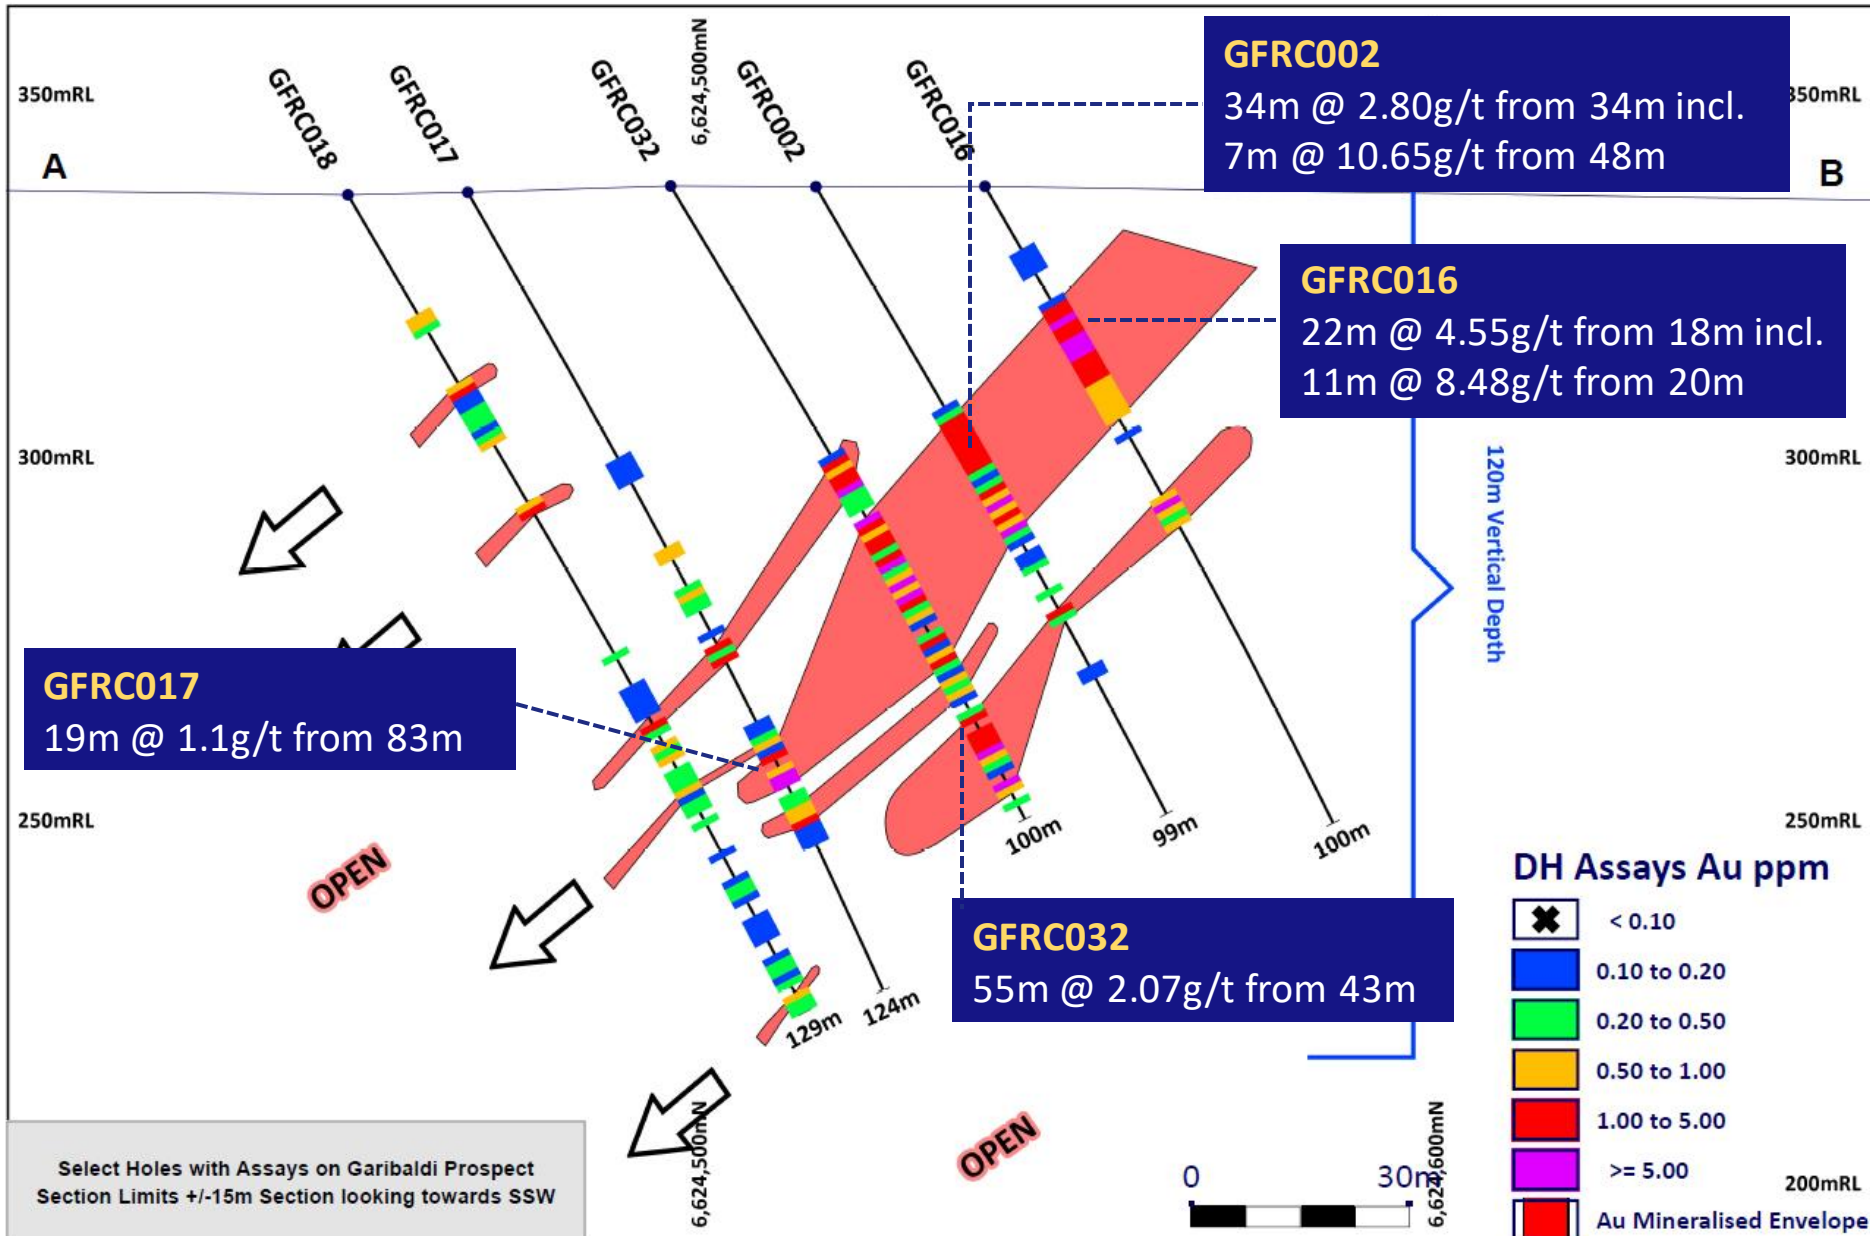 6,624,500mN
GFRC002
34m @ 2.80g/t from 34m incl.
7m @ 10.65g/t from 48m
350mRL
350mRL
GFRC018
GFRC017
GFRC032
GFRC002
GFRC016
A
B
GFRC016
22m @ 4.55g/t from 18m incl.
11m @ 8.48g/t from 20m
300mRL
300mRL
120m Vertical Depth
GFRC017
19m @ 1.1g/t from 83m
250mRL
250mRL
100m
99m
100m
OPEN
GFRC032
55m @ 2.07g/t from 43m
129m
124m
DH Assays Au ppm
< 0.10
0.10 to 0.20
0.20 to 0.50
0.50 to 1.00
1.00 to 5.00
>= 5.00
Au Mineralised Envelope
OPEN
200mRL
Select Holes with Assays on Garibaldi Prospect
Section Limits +/-15m Section looking towards SSW
6,624,500mN
0 30m
6,624,600mN